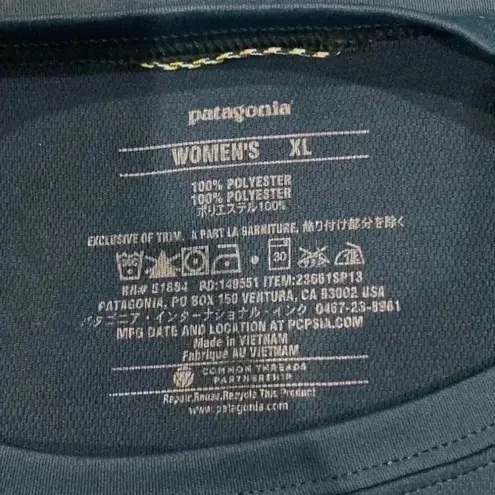 patagonia®
WOMEN'S XL
100% POLYESTER
100% POLYESTER
ポリエステル100%
EXCLUSIVE OF TRIM. A PART LA GARNITURE. 飾り付け部分を除く
30
RN# 51884 RD:149551 ITEM:23661SP13
PATAGONIA, PO BOX 150 VENTURA, CA 93002 USA
パタゴニア・インターナショナル・インク 0467-23-8961
MFG DATE AND LOCATION AT PCPSIA.COM
Made in VIETNAM
Fabriqué AU VIETNAM
COMMON THREADS
PARTNERSHIP
Repair.Reuse.Recycle This Product
www.patagonia.com